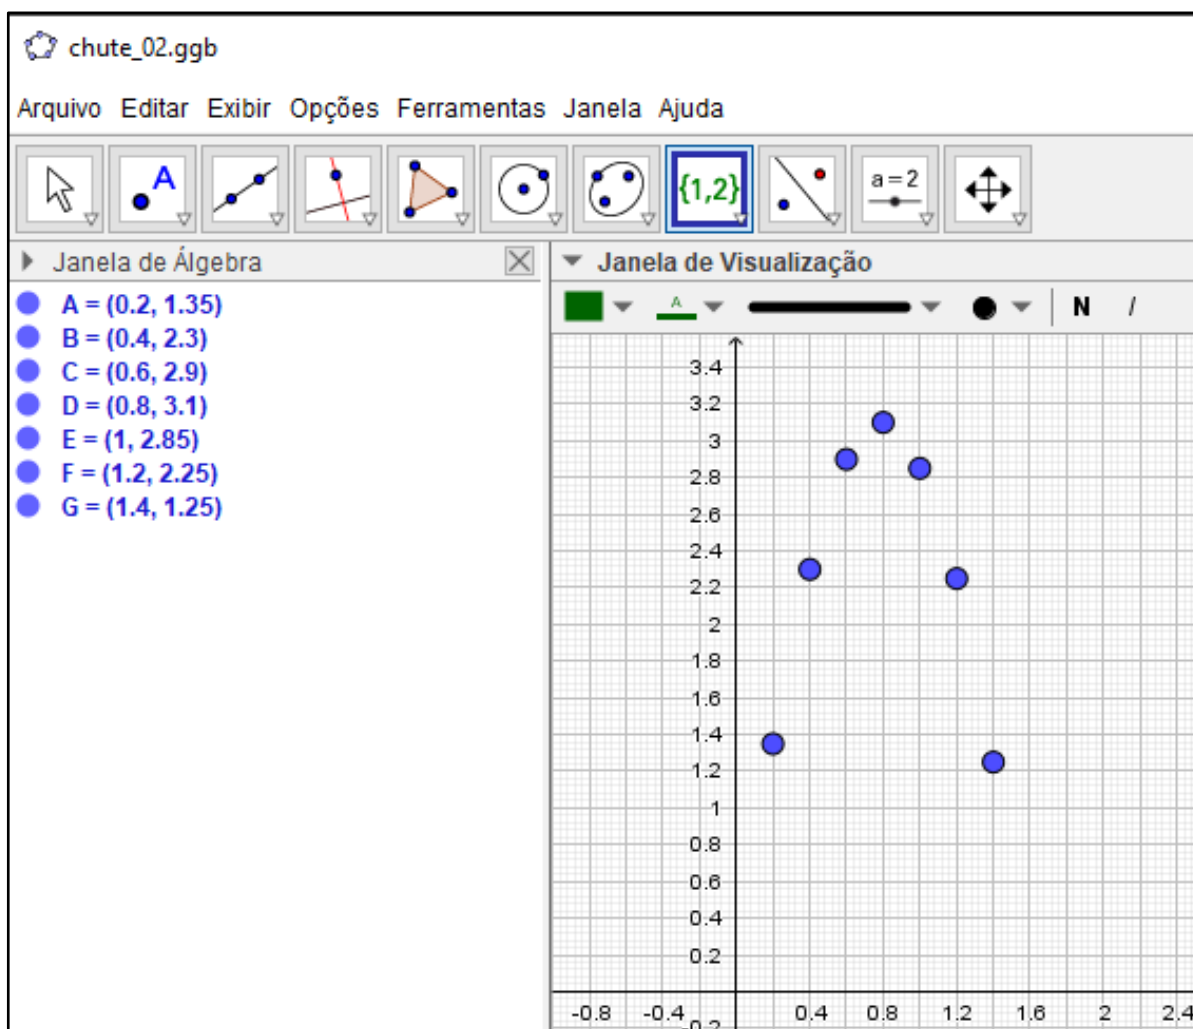 chute_02.ggb
Arquivo Editar Exibir Opções Ferramentas Janela Ajuda
A {1,2} a = 2
Janela de Álgebra
A = (0.2, 1.35)
B = (0.4, 2.3)
C = (0.6, 2.9)
D = (0.8, 3.1)
E = (1, 2.85)
F = (1.2, 2.25)
G = (1.4, 1.25)
Janela de Visualização
A N I
3.4
3.2
3
2.8
2.6
2.4
2.2
2
1.8
1.6
1.4
1.2
1
0.8
0.6
0.4
0.2
-0.8 -0.4 0.4 0.8 1.2 1.6 2 2.4
-0.2